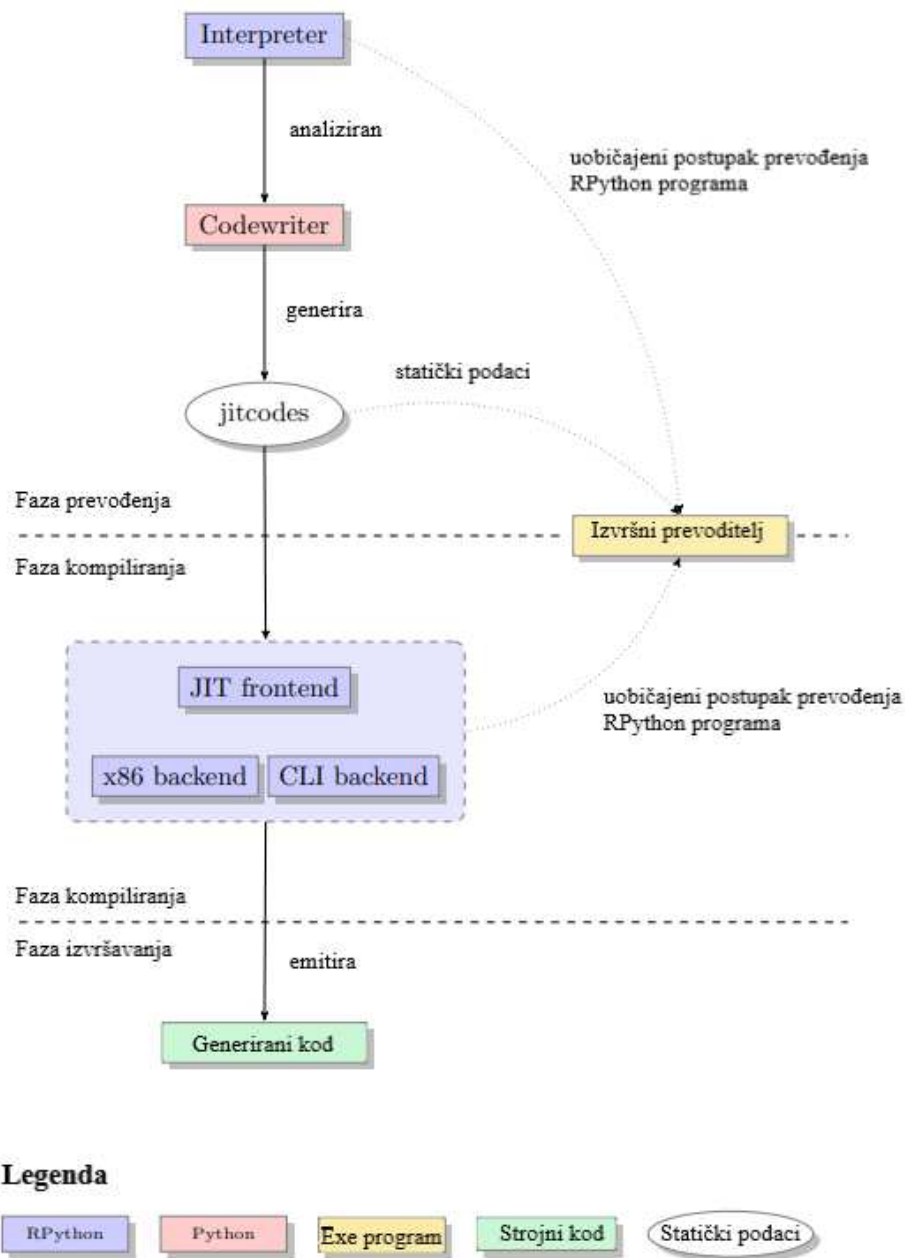 Interpreter
analiziran
uobičajeni postupak prevođenja
RPython programa
Codewriter
generira
statički podaci
jitcodes
Faza prevođenja
Izvršni prevoditelj
Faza kompiliranja
JIT frontend
uobičajeni postupak prevođenja
RPython programa
x86 backend
CLI backend
Faza kompiliranja
Faza izvršavanja
emitira
Generirani kod
Legenda
RPython
Python
Exe program
Strojni kod
Statički podaci